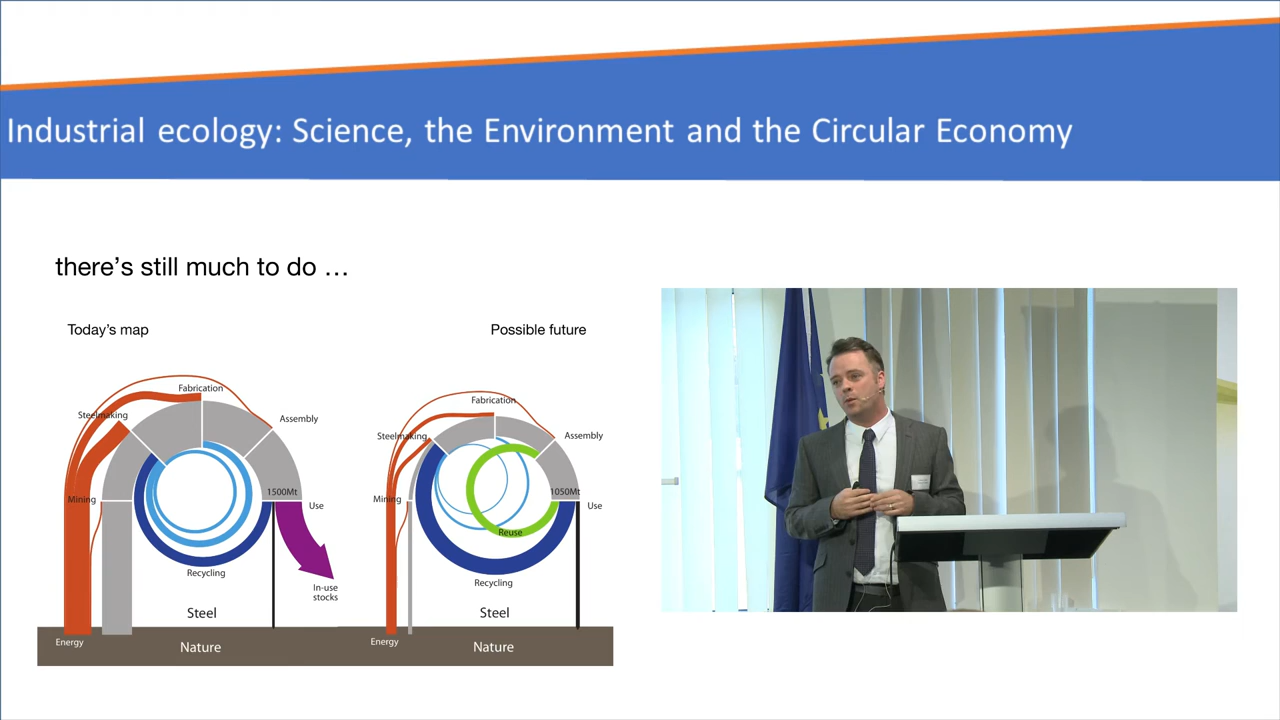 Industrial ecology: Science, the Environment and the Circular Economy
there's still much to do …
Today's map
Possible future
Fabrication
Steelmaking
Assembly
Mining
1500Mt
Use
Recycling
In-use
stocks
Steel
Energy
Nature
Fabrication
Steelmaking
Assembly
Mining
1050Mt
Use
Reuse
Recycling
Steel
Energy
Nature